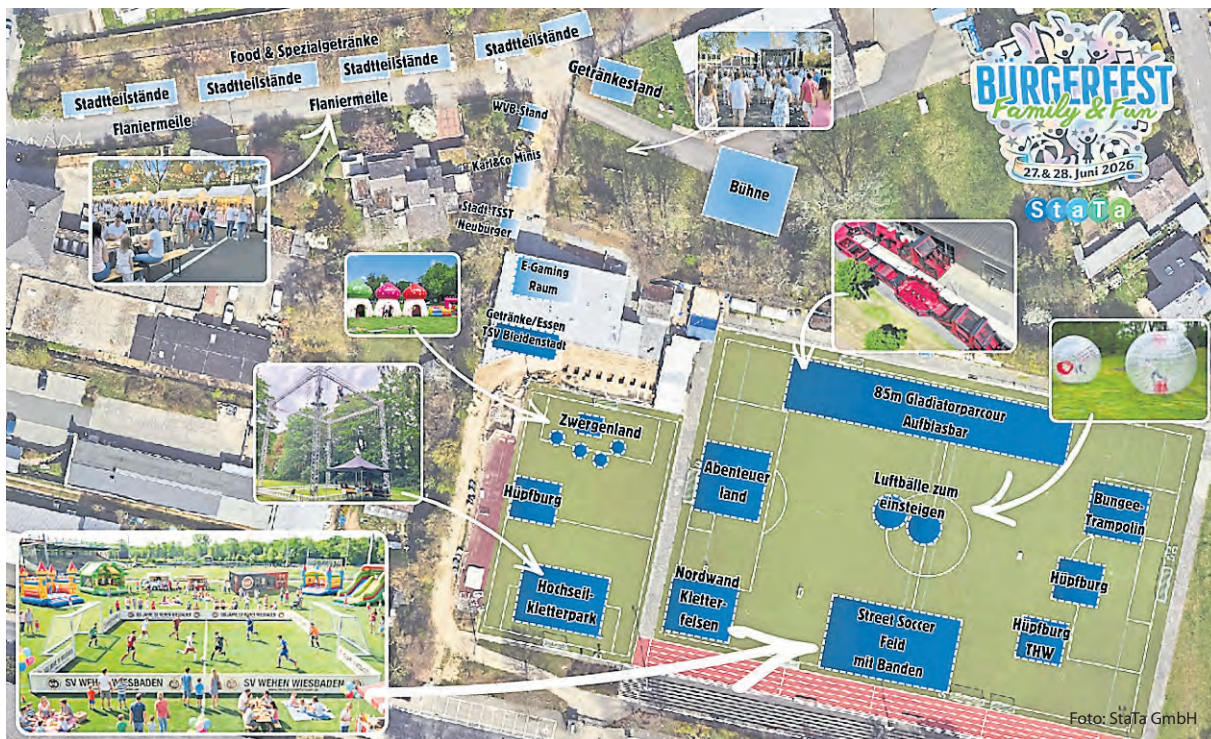 Food & Spezialgetränke
Stadtteilstände
Stadtteilstände
Stadtteilstände
Stadtteilstände
Flaniermeile
Flaniermeile
Getränkestand
WVB-Stand
Karl&Co Minis
Stadt TSST
Neubürger
Bühne
BÜRGERFEST
Family & Fun
27. & 28. Juni 2026
StaTa
E-Gaming
Raum
Getränke/Essen
TSV Bleidenstadt
Zwergenland
Hüpfburg
Hochseil-
kletterpark
85m Gladiatorparcour
Aufblasbar
Abenteuer
land
Luftbälle zum
einsteigen
Bungee-
Trampolin
Hüpfburg
Hüpfburg
THW
Nordwand
Kletter-
felsen
Street Soccer
Feld
mit Banden
SV WEHEN WIESBADEN
SV WEHEN WIESBADEN
Foto: StaTa GmbH